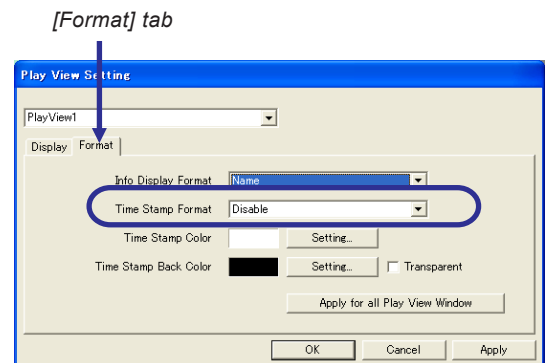 [Format] tab
Play View Setting
PlayView1
Display Format
Info Display Format Name
Time Stamp Format Disable
Time Stamp Color Setting...
Time Stamp Back Color Setting... Transparent
Apply for all Play View Window
OK Cancel Apply